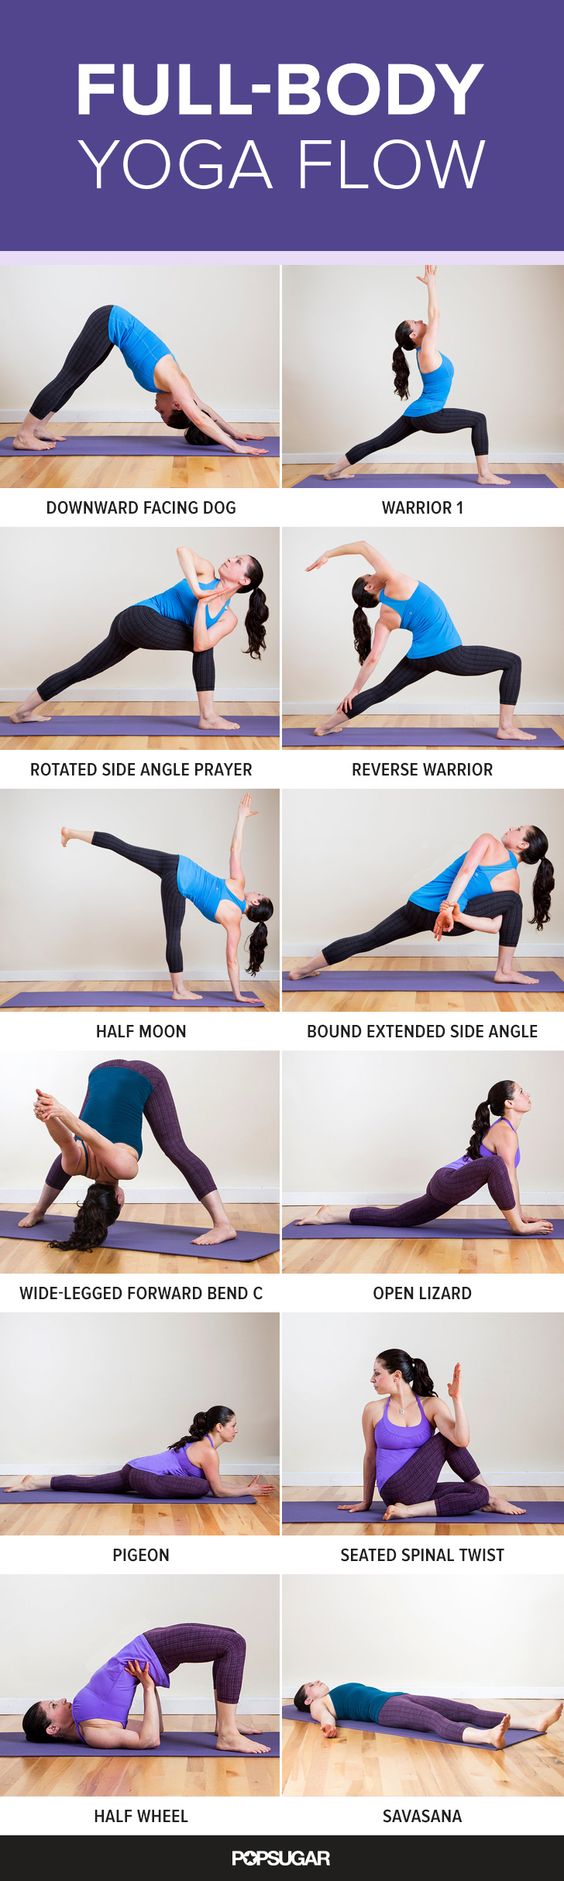 FULL-BODY
YOGA FLOW
DOWNWARD FACING DOG
WARRIOR 1
ROTATED SIDE ANGLE PRAYER
REVERSE WARRIOR
HALF MOON
BOUND EXTENDED SIDE ANGLE
WIDE-LEGGED FORWARD BEND C
OPEN LIZARD
PIGEON
SEATED SPINAL TWIST
HALF WHEEL
SAVASANA
POPSUGAR